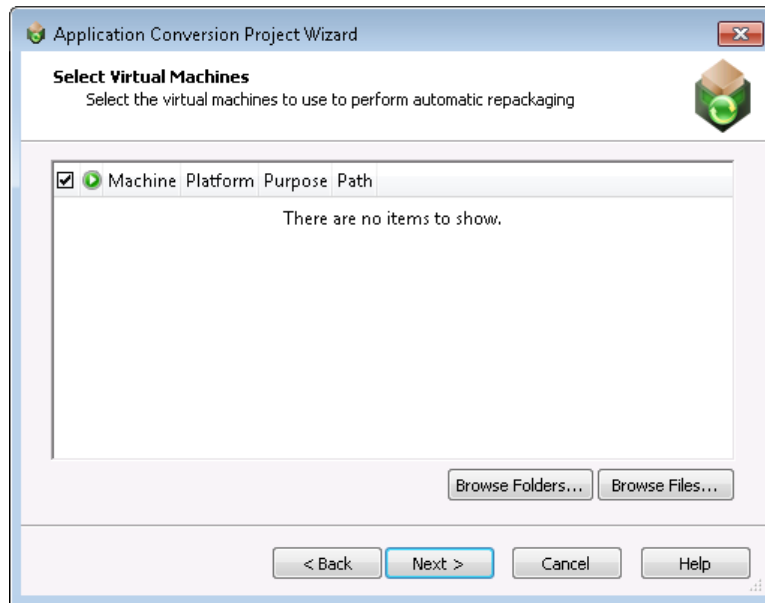 Application Conversion Project Wizard
Select Virtual Machines
Select the virtual machines to use to perform automatic repackaging
Machine Platform Purpose Path
There are no items to show.
Browse Folders... Browse Files...
< Back Next > Cancel Help